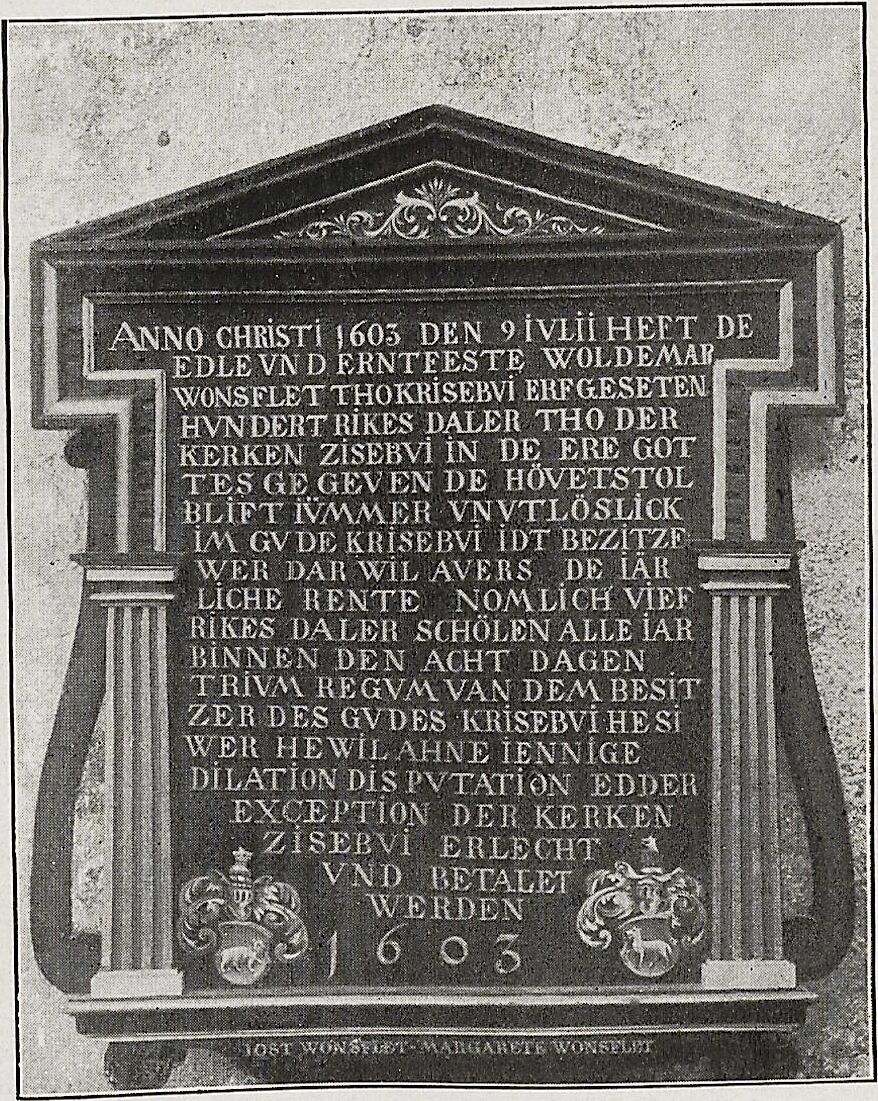 ANNO CHRISTI 1603 DEN 9 IVLII HEFT DE
EDLE VND ERNTFESTE WOLDEMAR
WONSFLET THO KRISEBVI ERFGESETEN
HVNDERT RIKES DALER THO DER
KERKEN ZISEBVI IN DE ERE GOT
TES GEGEVEN DE HÖVETSTOL
BLIFT IÜMMER VNVTLÖSLICK
IM GVDE KRISEBVI IDT BEZITZE
WER DAR WIL AVERS DE IÄR
LICHE RENTE NOMLICH VIEF
RIKES DALER SCHÖLEN ALLE IAR
BINNEN DEN ACHT DAGEN
TRIVM REGVM VAN DEM BESIT
ZER DES GVDES KRISEBVI HE SI
WER HE WIL AHNE IENNIGE
DILATION DISPVTATION EDDER
EXCEPTION DER KERKEN
ZISEBVI ERLECHT
VND BETALET
WERDEN
1603
IOST WONSFLET - MARGARETE WONSFLET